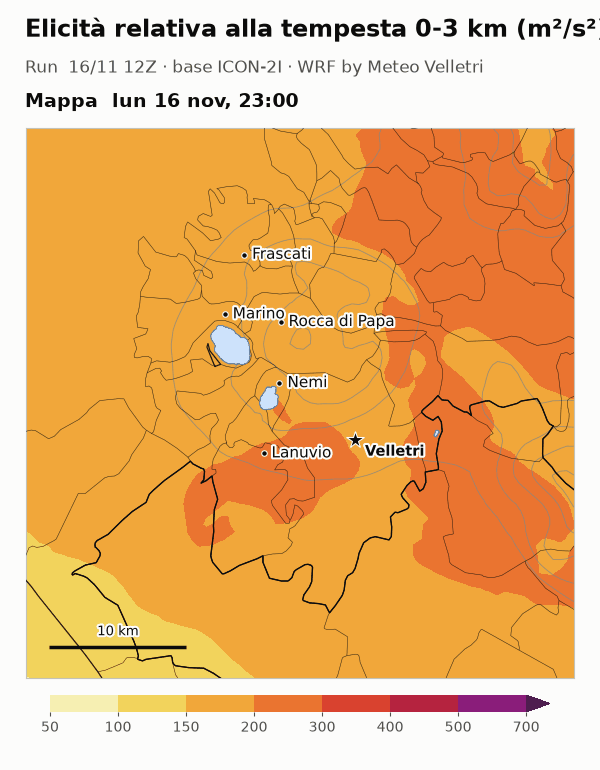 Elicità relativa alla tempesta 0-3 km (m²/s²)
Run 16/11 12Z · base ICON-2I · WRF by Meteo Velletri
Mappa lun 16 nov, 23:00
Frascati
Marino
Rocca di Papa
Nemi
Lanuvio
Velletri
10 km
50 100 150 200 300 400 500 700